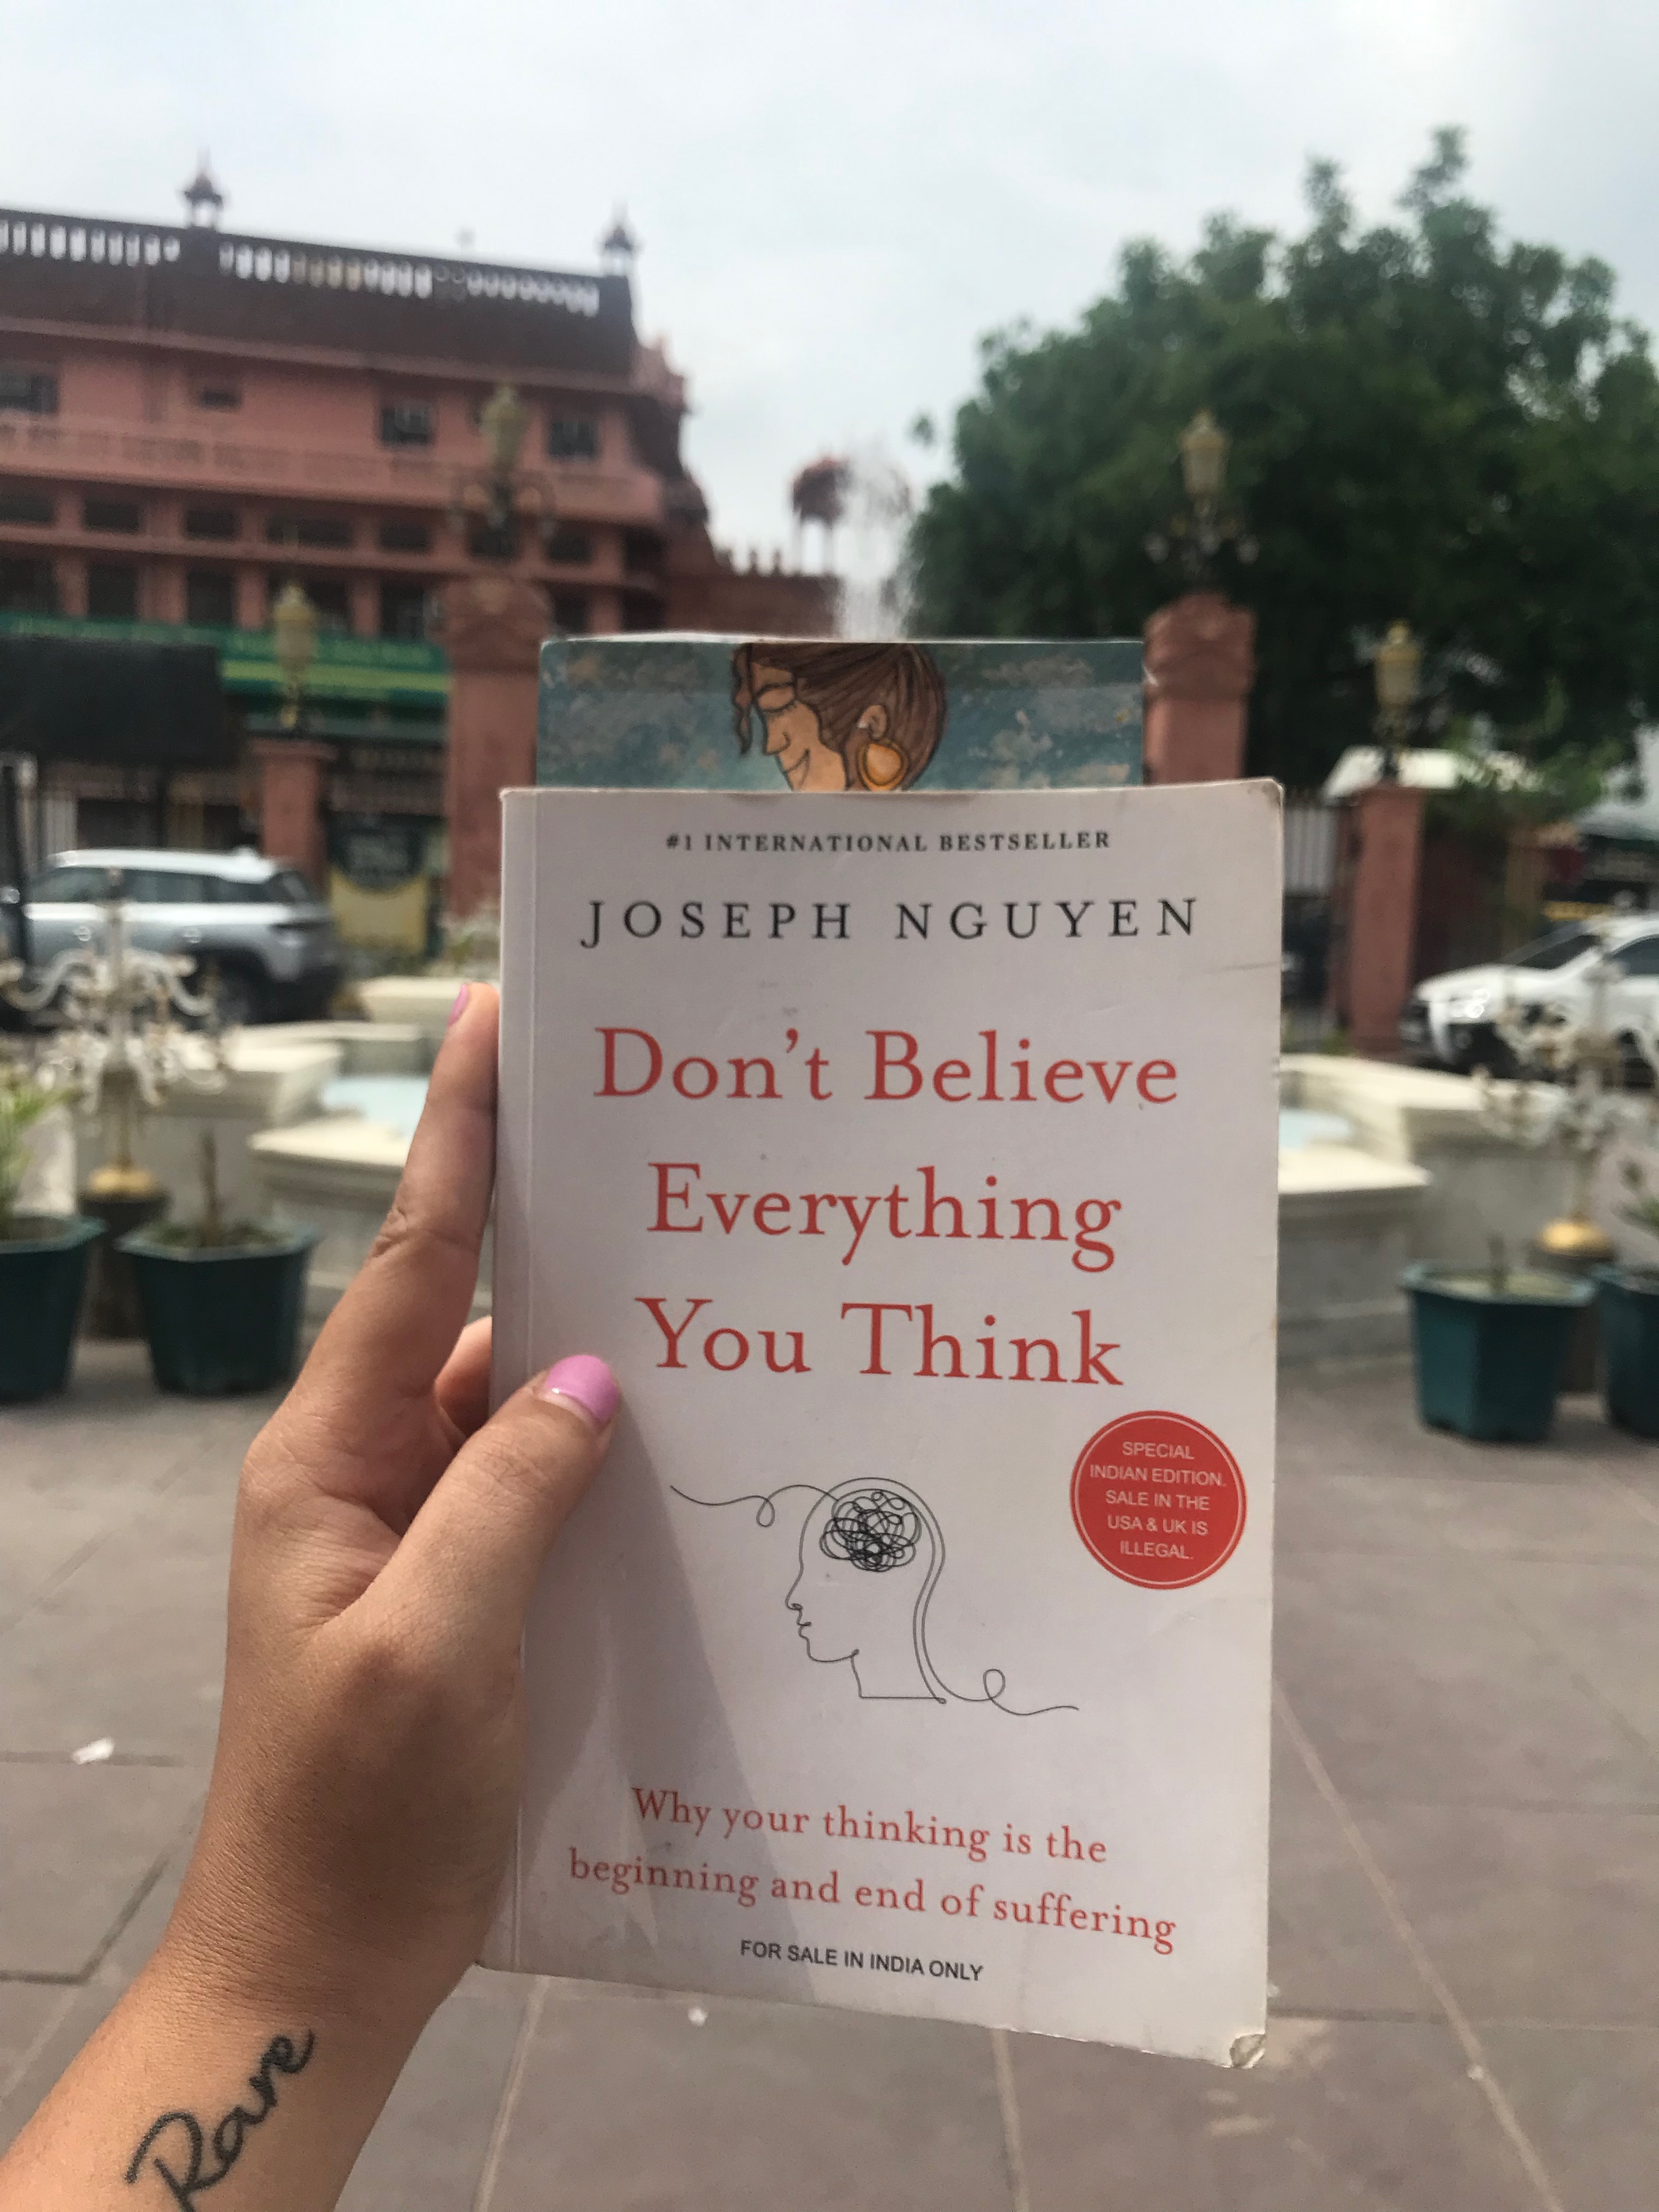 #1 INTERNATIONAL BESTSELLER
JOSEPH NGUYEN
Don't Believe
Everything
You Think
SPECIAL
INDIAN EDITION.
SALE IN THE
USA & UK IS
ILLEGAL.
Why your thinking is the
beginning and end of suffering
FOR SALE IN INDIA ONLY
Rare